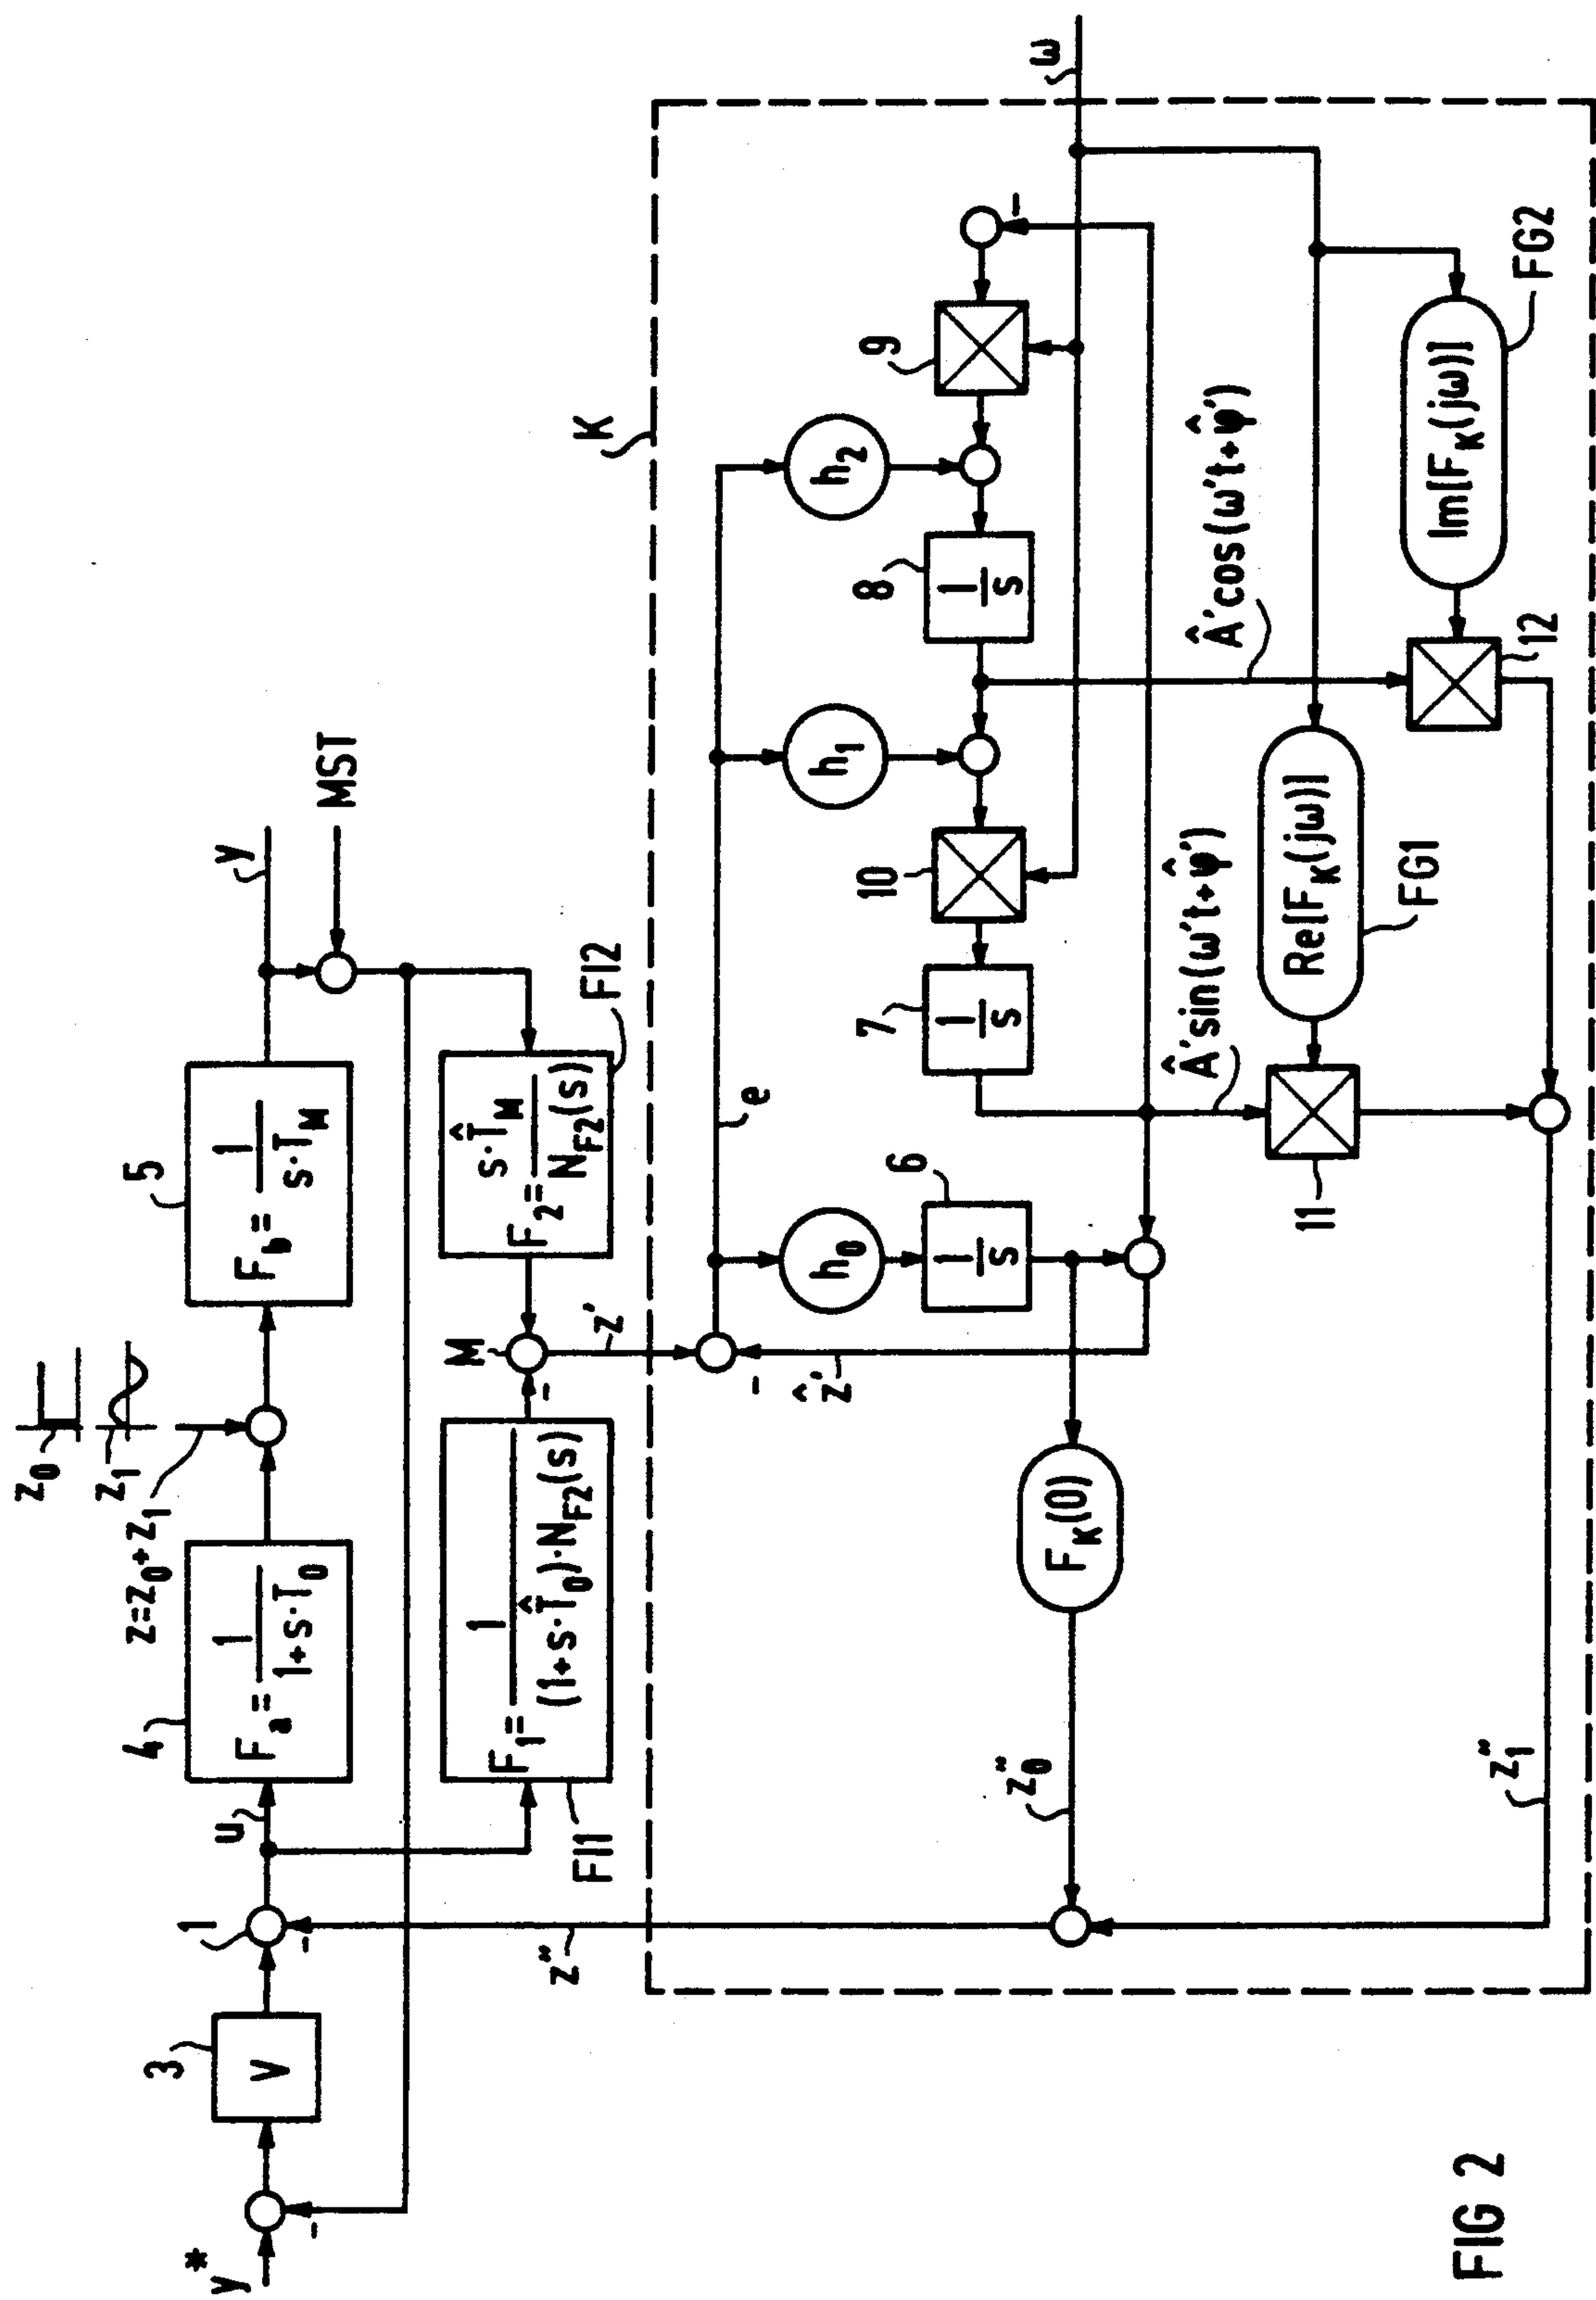 FIG 2
y*
3
V
1
u
4
F_a = 1/(1+s·T_0)
z=z_0+z_1
z_0
z_1
5
F_b = 1/(s·T_M)
y
MST
FI1
F_1 = 1/((1+s·T̂_0)·N_F2(s))
M
F_2 = s·T̂_M/N_F2(s)
FI2
z'
ẑ'
z"
K
e
h_0
h_1
h_2
6
1/s
7
1/s
10
8
1/s
9
ω
F_K(0)
z_0"
Â'sin(ω't+φ̂')
Â'cos(ω't+φ̂')
11
Re[F_K(jω)]
FG1
12
Im[F_K(jω)]
FG2
z_1"
-
-
-
-
-